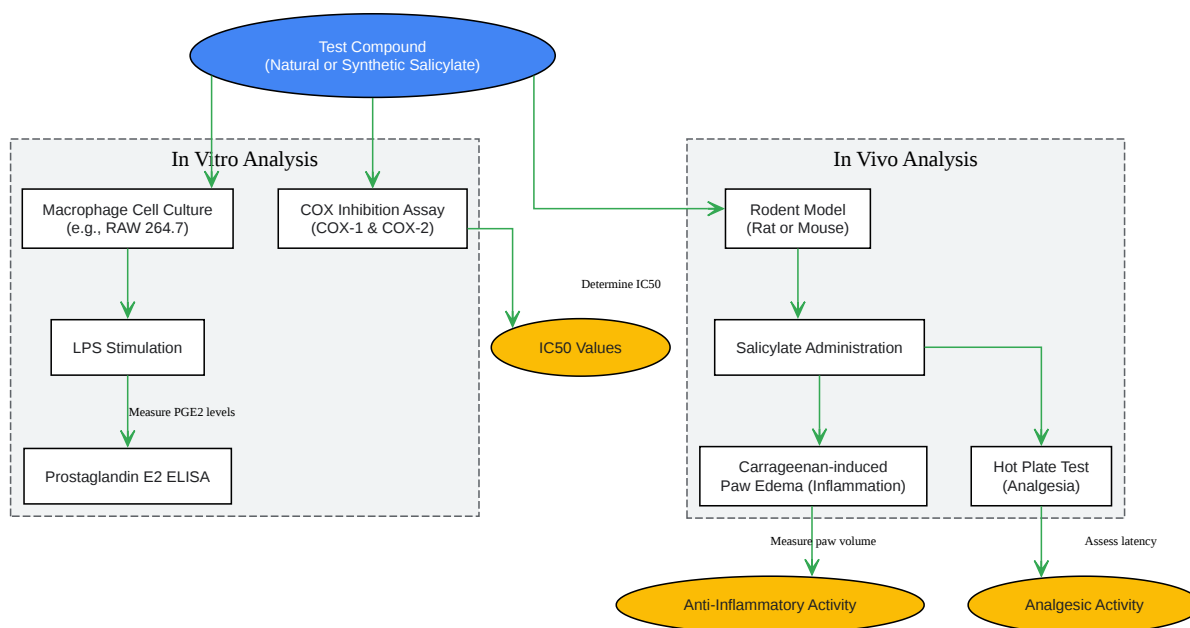 Test Compound
(Natural or Synthetic Salicylate)
In Vitro Analysis
In Vivo Analysis
Macrophage Cell Culture
(e.g., RAW 264.7)
COX Inhibition Assay
(COX-1 & COX-2)
Rodent Model
(Rat or Mouse)
Determine IC50
LPS Stimulation
IC50 Values
Salicylate Administration
Measure PGE2 levels
Prostaglandin E2 ELISA
Carrageenan-induced
Paw Edema (Inflammation)
Hot Plate Test
(Analgesia)
Measure paw volume
Assess latency
Anti-Inflammatory Activity
Analgesic Activity